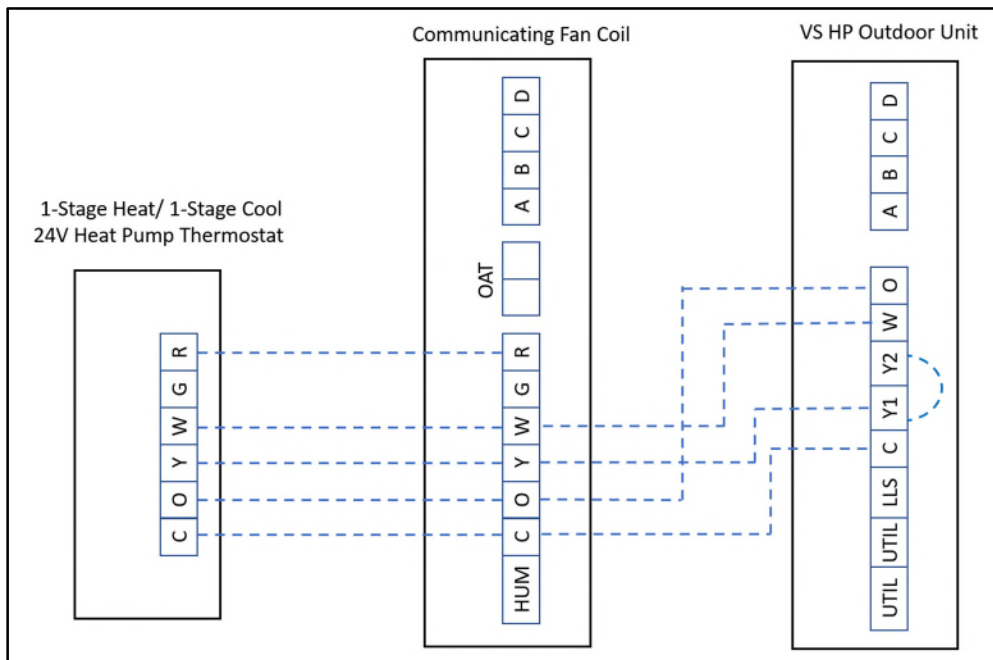 Communicating Fan Coil
VS HP Outdoor Unit
1-Stage Heat/ 1-Stage Cool
24V Heat Pump Thermostat
R
G
W
Y
O
C
D
C
B
A
OAT
R
G
W
Y
O
C
HUM
D
C
B
A
O
W
Y2
Y1
C
LLS
UTIL
UTIL